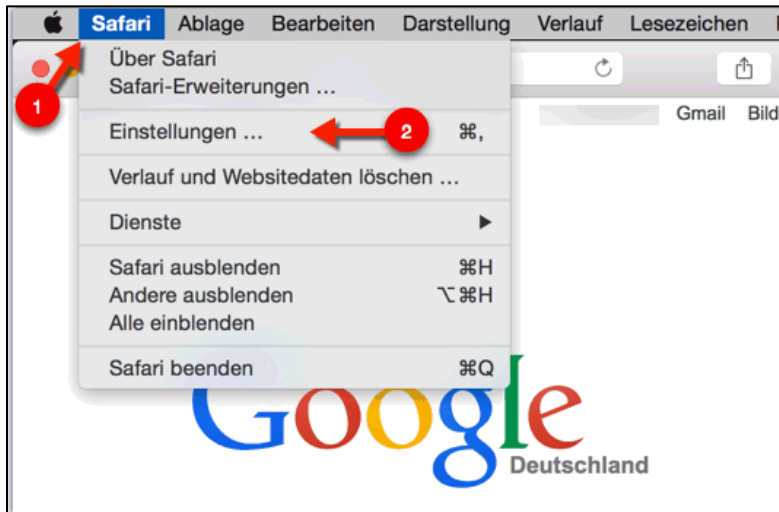 Safari Ablage Bearbeiten Darstellung Verlauf Lesezeichen
1
Über Safari
Safari-Erweiterungen ...
Einstellungen ... 2 ⌘,
Verlauf und Websitedaten löschen ...
Dienste ▶
Safari ausblenden ⌘H
Andere ausblenden ⌥⌘H
Alle einblenden
Safari beenden ⌘Q
Gmail Bild
Google
Deutschland